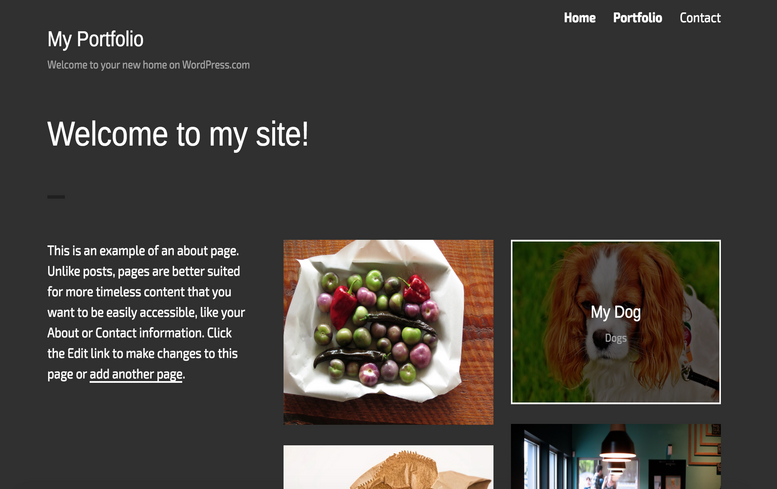 Home Portfolio Contact
My Portfolio
Welcome to your new home on WordPress.com
Welcome to my site!
This is an example of an about page.
Unlike posts, pages are better suited
for more timeless content that you
want to be easily accessible, like your
About or Contact information. Click
the Edit link to make changes to this
page or add another page.
My Dog
Dogs